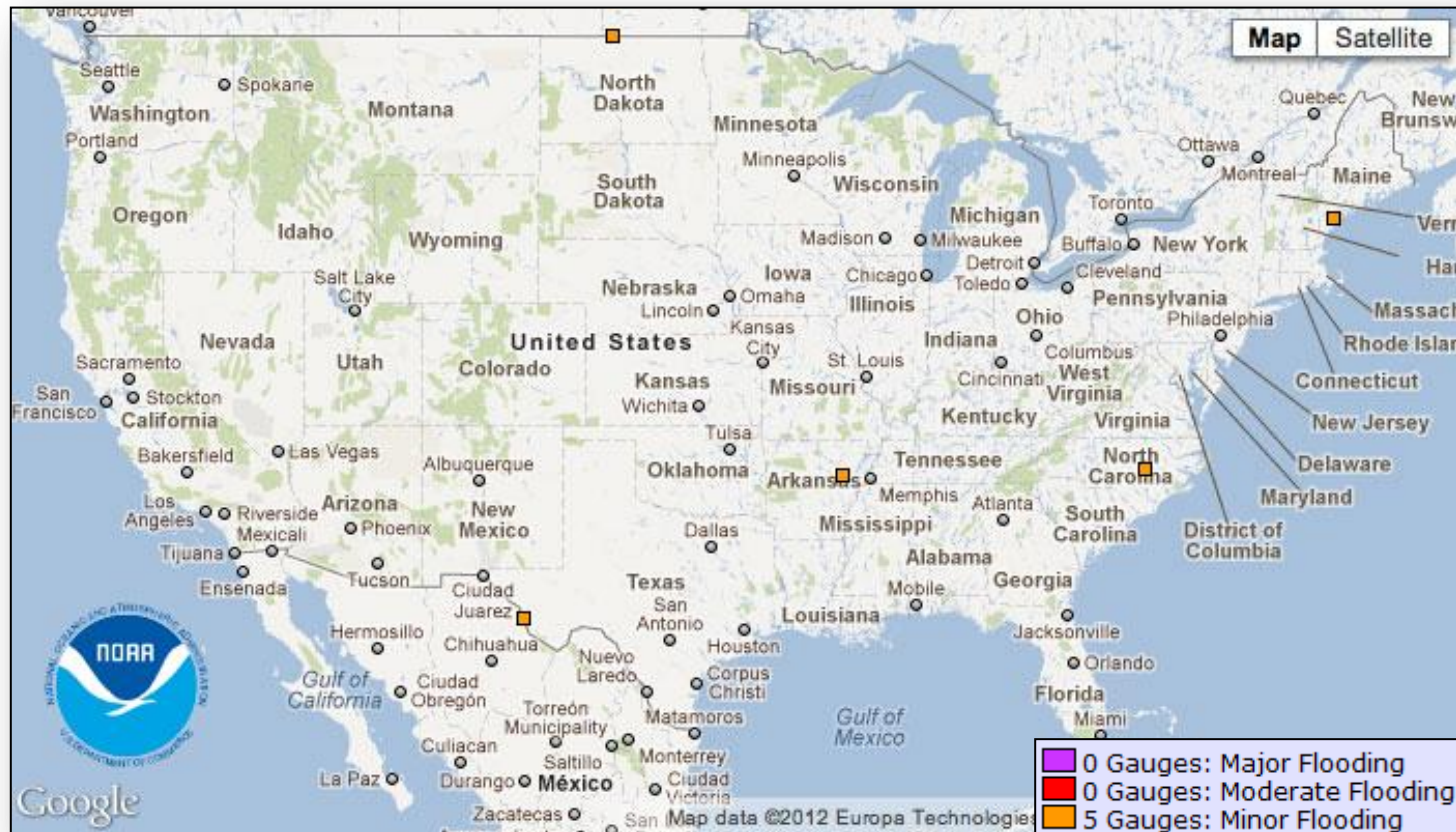 Vancouver
Map
Satellite
Seattle
Spokane
Washington
Montana
North
Dakota
Minnesota
Quebec
New
Portland
Minneapolis
Ottawa
Montreal
Maine
Wisconsin
South
Dakota
Oregon
Idaho
Wyoming
Michigan
Toronto
Madison
Milwaukee
Buffalo
New York
Detroit
Salt Lake
City
Iowa
Chicago
Toledo
Cleveland
Nebraska
Omaha
Illinois
Pennsylvania
Lincoln
Ohio
Philadelphia
Kansas
City
Nevada
United States
Indiana
Rhode Islan
Massach
Sacramento
Utah
Colorado
St. Louis
Columbus
Cincinnati
West
Virginia
Connecticut
San
Francisco
Stockton
California
Kansas
Missouri
Wichita
Kentucky
Virginia
New Jersey
Tulsa
Bakersfield
Las Vegas
Albuquerque
Oklahoma
Arkansas
Tennessee
North
Carolina
Delaware
Memphis
Maryland
Los
Angeles
Riverside
Arizona
New
Mexico
Phoenix
Mexicali
Mississippi
Atlanta
South
Carolina
District of
Columbia
Dallas
Tijuana
Ensenada
Tucson
Ciudad
Juarez
Texas
Alabama
Georgia
Mobile
Louisiana
San
Antonio
Houston
Jacksonville
Hermosillo
Chihuahua
Orlando
Nuevo
Laredo
Corpus
Christi
Florida
Gulf of
California
Ciudad
Obregón
Torreón
Municipality
Matamoros
Gulf of
Mexico
Miami
Culiacan
Saltillo
Monterrey
La Paz
Durango
México
Ciudad
Victoria
Zacatecas
NOAA
NATIONAL OCEANIC AND ATMOSPHERIC ADMINISTRATION
U.S. DEPARTMENT OF COMMERCE
Google
Map data ©2012 Europa Technologies
0 Gauges: Major Flooding
0 Gauges: Moderate Flooding
5 Gauges: Minor Flooding